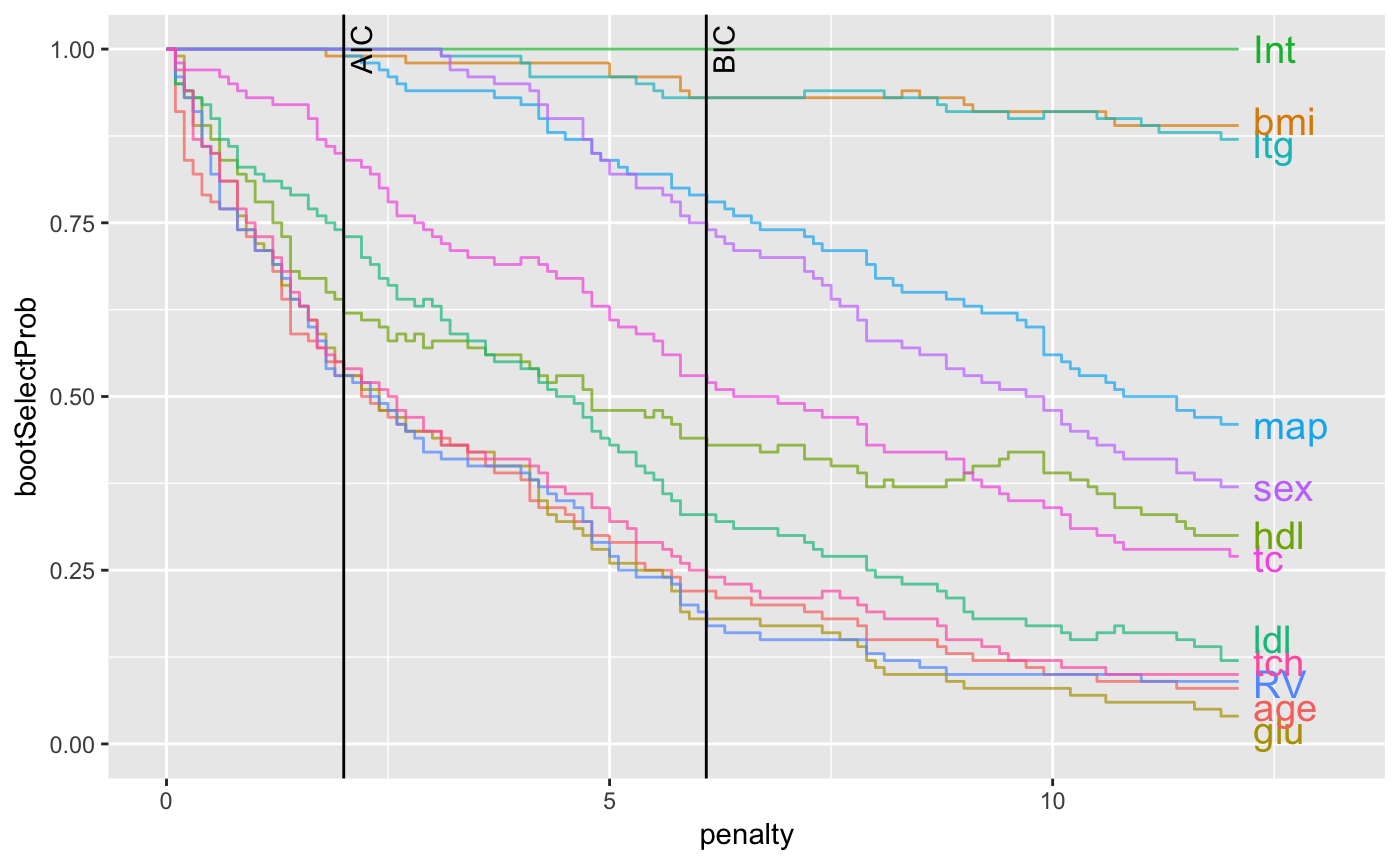 AIC
BIC
1.00
0.75
0.50
0.25
0.00
bootSelectProb
Int
bmi
ltg
map
sex
hdl
tc
ldl
tch
RV
age
glu
0
5
10
penalty